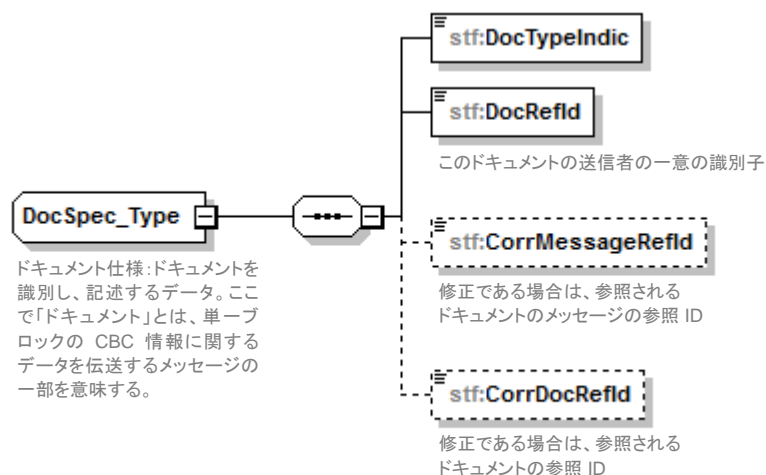 stf:DocTypeIndic
stf:DocRefId
このドキュメントの送信者の一意の識別子
DocSpec_Type
ドキュメント仕様:ドキュメントを
識別し、記述するデータ。ここ
で「ドキュメント」とは、単一ブ
ロックの CBC 情報に関する
データを伝送するメッセージの
一部を意味する。
stf:CorrMessageRefId
修正である場合は、参照される
ドキュメントのメッセージの参照 ID
stf:CorrDocRefId
修正である場合は、参照される
ドキュメントの参照 ID